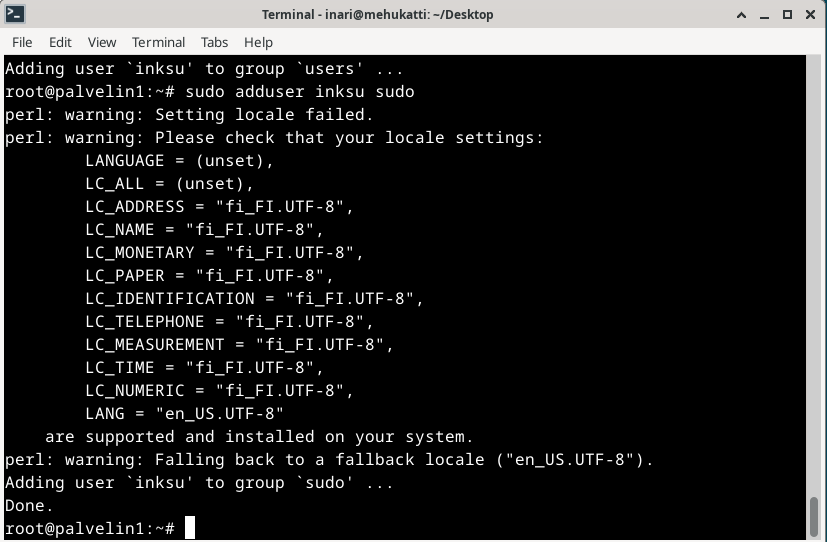 Terminal - inari@mehukatti: ~/Desktop
File Edit View Terminal Tabs Help
Adding user `inksu' to group `users' ...
root@palvelin1:~# sudo adduser inksu sudo
perl: warning: Setting locale failed.
perl: warning: Please check that your locale settings:
        LANGUAGE = (unset),
        LC_ALL = (unset),
        LC_ADDRESS = "fi_FI.UTF-8",
        LC_NAME = "fi_FI.UTF-8",
        LC_MONETARY = "fi_FI.UTF-8",
        LC_PAPER = "fi_FI.UTF-8",
        LC_IDENTIFICATION = "fi_FI.UTF-8",
        LC_TELEPHONE = "fi_FI.UTF-8",
        LC_MEASUREMENT = "fi_FI.UTF-8",
        LC_TIME = "fi_FI.UTF-8",
        LC_NUMERIC = "fi_FI.UTF-8",
        LANG = "en_US.UTF-8"
    are supported and installed on your system.
perl: warning: Falling back to a fallback locale ("en_US.UTF-8").
Adding user `inksu' to group `sudo' ...
Done.
root@palvelin1:~#